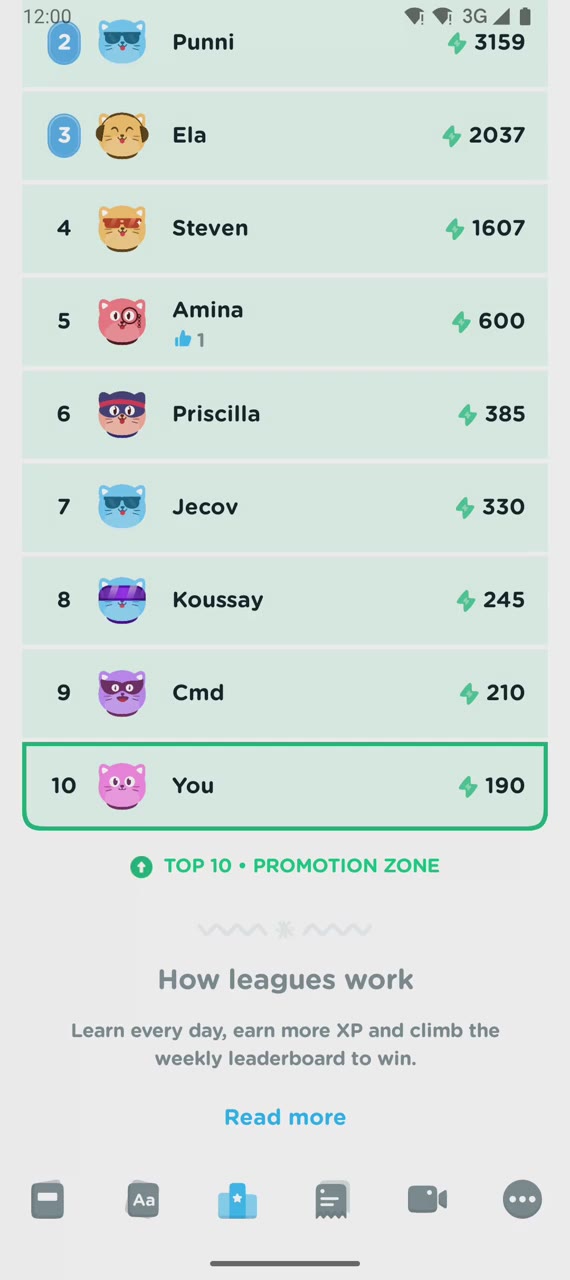 12:00
3G
2
Punni
3159
3
Ela
2037
4
Steven
1607
5
Amina
1
600
6
Priscilla
385
7
Jecov
330
8
Koussay
245
9
Cmd
210
10
You
190
TOP 10 • PROMOTION ZONE
How leagues work
Learn every day, earn more XP and climb the
weekly leaderboard to win.
Read more
Aa